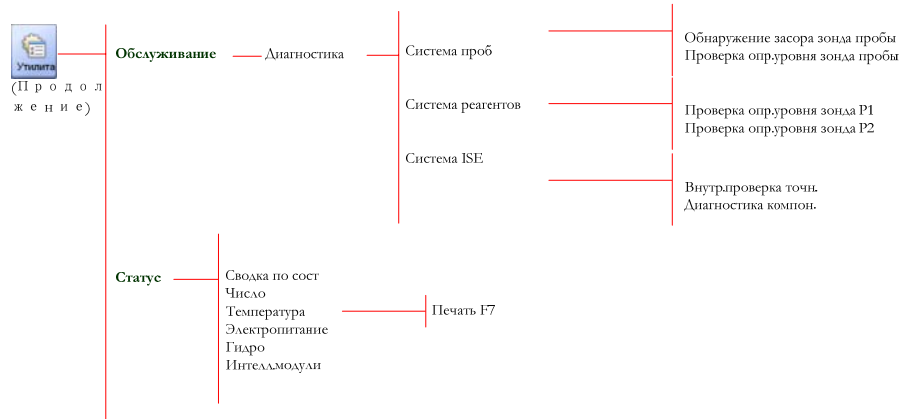 Утилита
(Продол
жение)
Обслуживание
Диагностика
Система проб
Обнаружение засора зонда пробы
Проверка опр.уровня зонда пробы
Система реагентов
Проверка опр.уровня зонда Р1
Проверка опр.уровня зонда Р2
Система ISE
Внутр.проверка точн.
Диагностика компон.
Статус
Сводка по сост
Число
Температура
Электропитание
Гидро
Интелл.модули
Печать F7